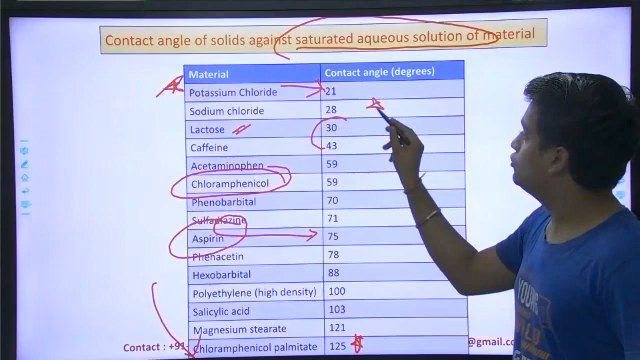 Contact angle of solids against saturated aqueous solution of material
Material Contact angle (degrees)
Potassium Chloride 21
Sodium chloride 28
Lactose 30
Caffeine 43
Acetaminophen 59
Chloramphenicol 59
Phenobarbital 70
Sulfadiazine 71
Aspirin 75
Phenacetin 78
Hexobarbital 88
Polyethylene (high density) 100
Salicylic acid 103
Magnesium stearate 121
Chloramphenicol palmitate 125
Contact : +91- @gmail.com
YOUNG